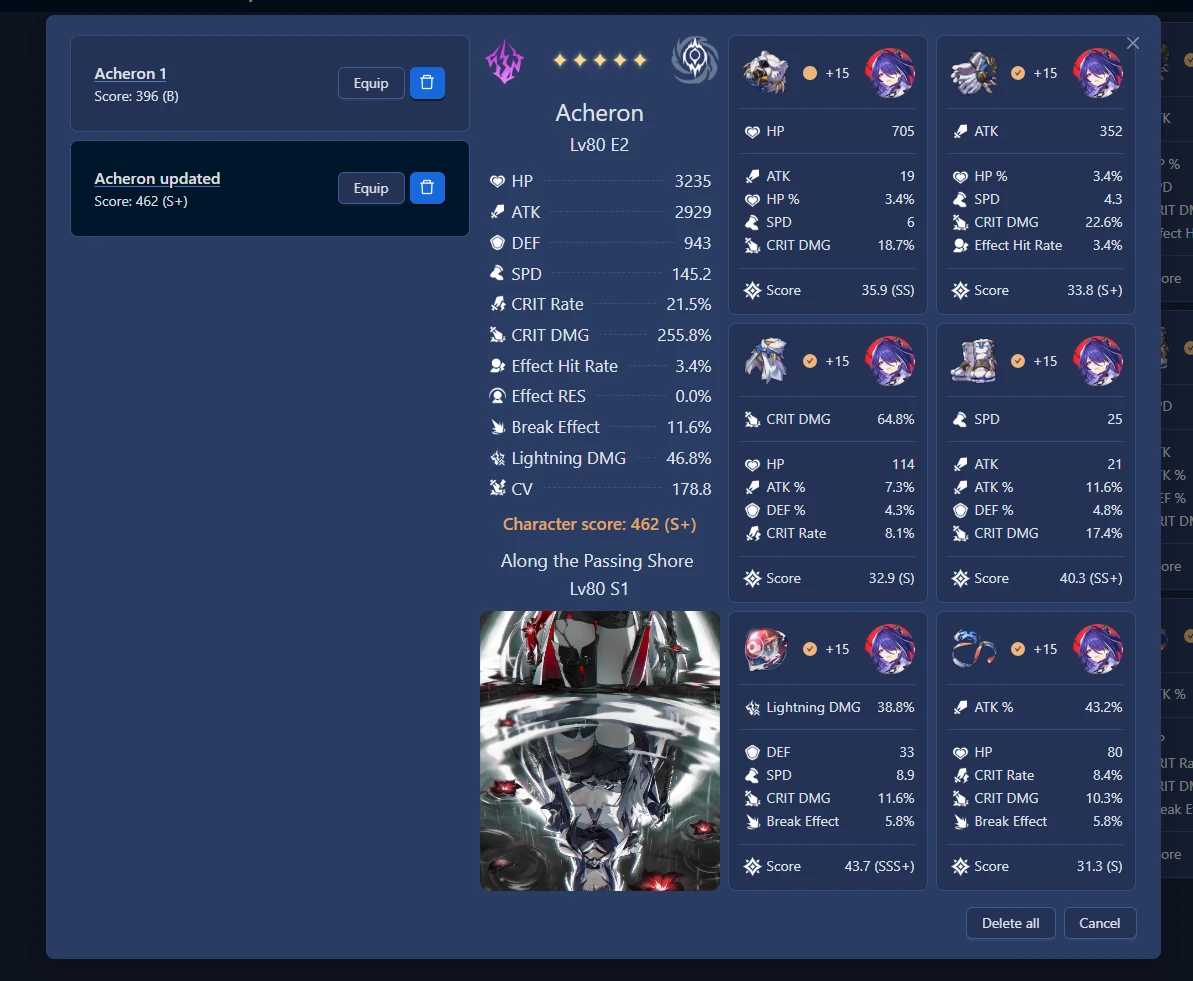 Acheron 1
Score: 396 (B)
Equip
Acheron updated
Score: 462 (S+)
Equip
Acheron
Lv80 E2
HP 3235
ATK 2929
DEF 943
SPD 145.2
CRIT Rate 21.5%
CRIT DMG 255.8%
Effect Hit Rate 3.4%
Effect RES 0.0%
Break Effect 11.6%
Lightning DMG 46.8%
CV 178.8
Character score: 462 (S+)
Along the Passing Shore
Lv80 S1
+15
HP 705
ATK 19
HP % 3.4%
SPD 6
CRIT DMG 18.7%
Score 35.9 (SS)
+15
ATK 352
HP % 3.4%
SPD 4.3
CRIT DMG 22.6%
Effect Hit Rate 3.4%
Score 33.8 (S+)
+15
CRIT DMG 64.8%
HP 114
ATK % 7.3%
DEF % 4.3%
CRIT Rate 8.1%
Score 32.9 (S)
+15
SPD 25
ATK 21
ATK % 11.6%
DEF % 4.8%
CRIT DMG 17.4%
Score 40.3 (SS+)
+15
Lightning DMG 38.8%
DEF 33
SPD 8.9
CRIT DMG 11.6%
Break Effect 5.8%
Score 43.7 (SSS+)
+15
ATK % 43.2%
HP 80
CRIT Rate 8.4%
CRIT DMG 10.3%
Break Effect 5.8%
Score 31.3 (S)
Delete all
Cancel